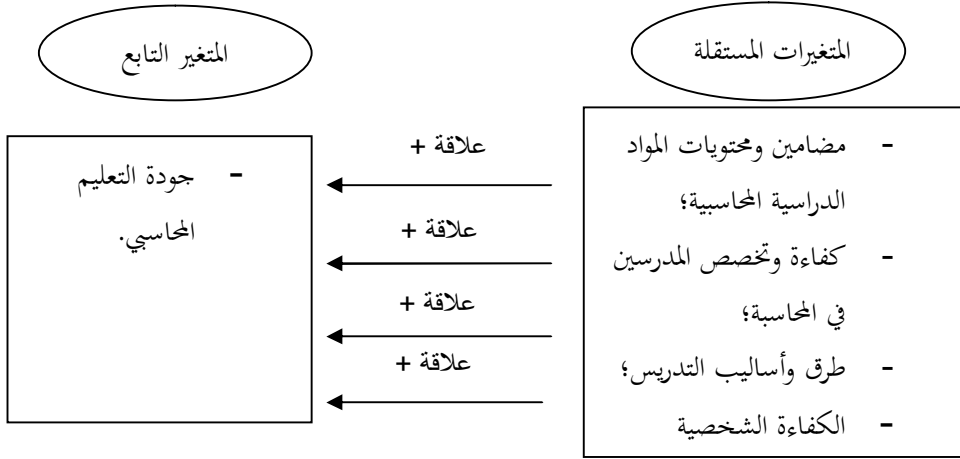 المتغيرات المستقلة
- مضامين ومحتويات المواد
الدراسية المحاسبية؛
- كفاءة وتخصص المدرسين
في المحاسبة؛
- طرق وأساليب التدريس؛
- الكفاءة الشخصية
علاقة +
علاقة +
علاقة +
علاقة +
المتغير التابع
- جودة التعليم
المحاسبي.